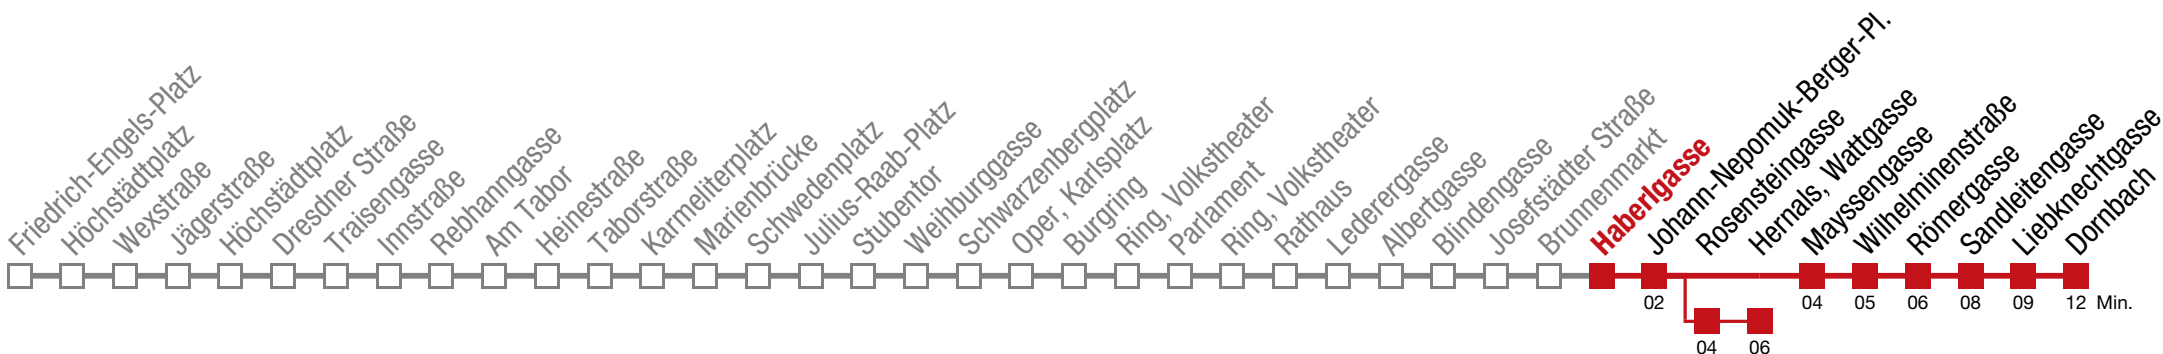 Friedrich-Engels-Platz
Höchstädtplatz
Wexstraße
Jägerstraße
Höchstädtplatz
Dresdner Straße
Traisengasse
Innstraße
Rebhanngasse
Am Tabor
Heinestraße
Taborstraße
Karmeliterplatz
Marienbrücke
Schwedenplatz
Julius-Raab-Platz
Stubentor
Weihburggasse
Schwarzenbergplatz
Oper, Karlsplatz
Burgring
Ring, Volkstheater
Parlament
Ring, Volkstheater
Rathaus
Lederergasse
Albertgasse
Blindengasse
Josefstädter Straße
Brunnenmarkt
Haberlgasse
Johann-Nepomuk-Berger-Pl.
Rosensteingasse
Hernals, Wattgasse
Mayssengasse
Wilhelminenstraße
Römergasse
Sandleitengasse
Liebknechtgasse
Dornbach
02 04 05 06 08 09 12 Min.
04 06